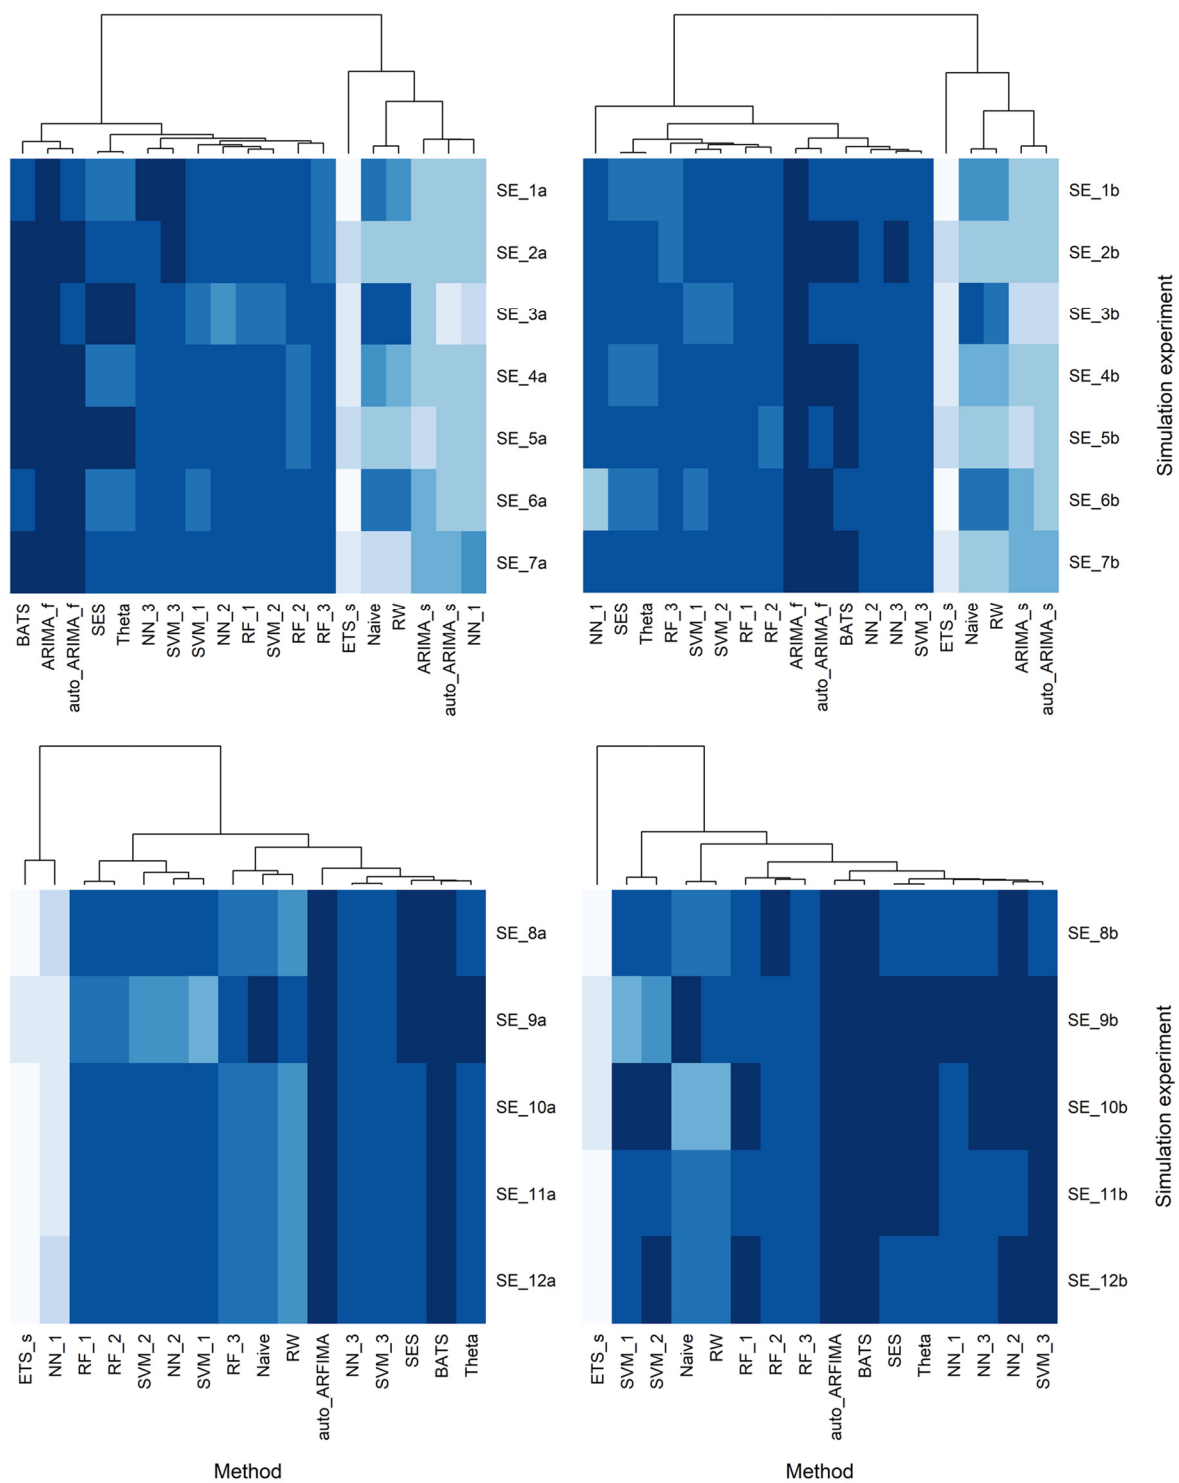 SE_1a
SE_2a
SE_3a
SE_4a
SE_5a
SE_6a
SE_7a
BATS
ARIMA_f
auto_ARIMA_f
SES
Theta
NN_3
SVM_3
SVM_1
NN_2
RF_1
SVM_2
RF_2
RF_3
ETS_s
Naive
RW
ARIMA_s
auto_ARIMA_s
NN_1
SE_1b
SE_2b
SE_3b
SE_4b
SE_5b
SE_6b
SE_7b
Simulation experiment
NN_1
SES
Theta
RF_3
SVM_1
SVM_2
RF_1
RF_2
ARIMA_f
auto_ARIMA_f
BATS
NN_2
NN_3
SVM_3
ETS_s
Naive
RW
ARIMA_s
auto_ARIMA_s
SE_8a
SE_9a
SE_10a
SE_11a
SE_12a
ETS_s
NN_1
RF_1
RF_2
SVM_2
NN_2
SVM_1
RF_3
Naive
RW
auto_ARFIMA
NN_3
SVM_3
SES
BATS
Theta
Method
SE_8b
SE_9b
SE_10b
SE_11b
SE_12b
Simulation experiment
ETS_s
SVM_1
SVM_2
Naive
RW
RF_1
RF_2
RF_3
auto_ARFIMA
BATS
SES
Theta
NN_1
NN_3
NN_2
SVM_3
Method